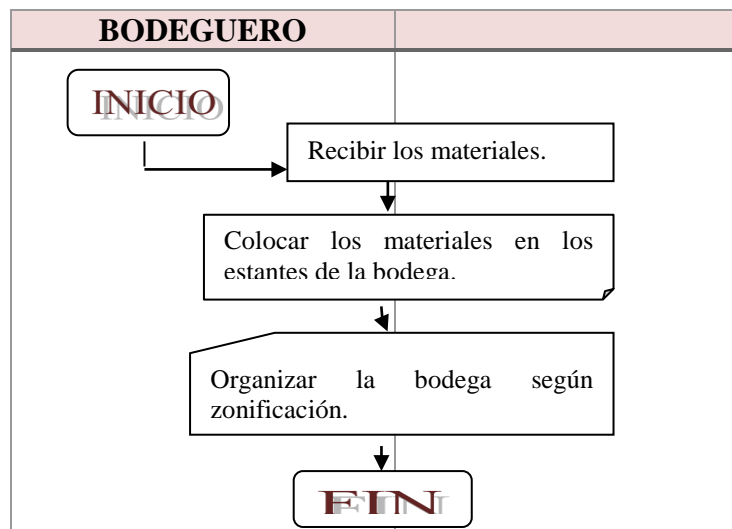 BODEGUERO
INICIO
Recibir los materiales.
Colocar los materiales en los
estantes de la bodega.
Organizar la bodega según
zonificación.
FIN